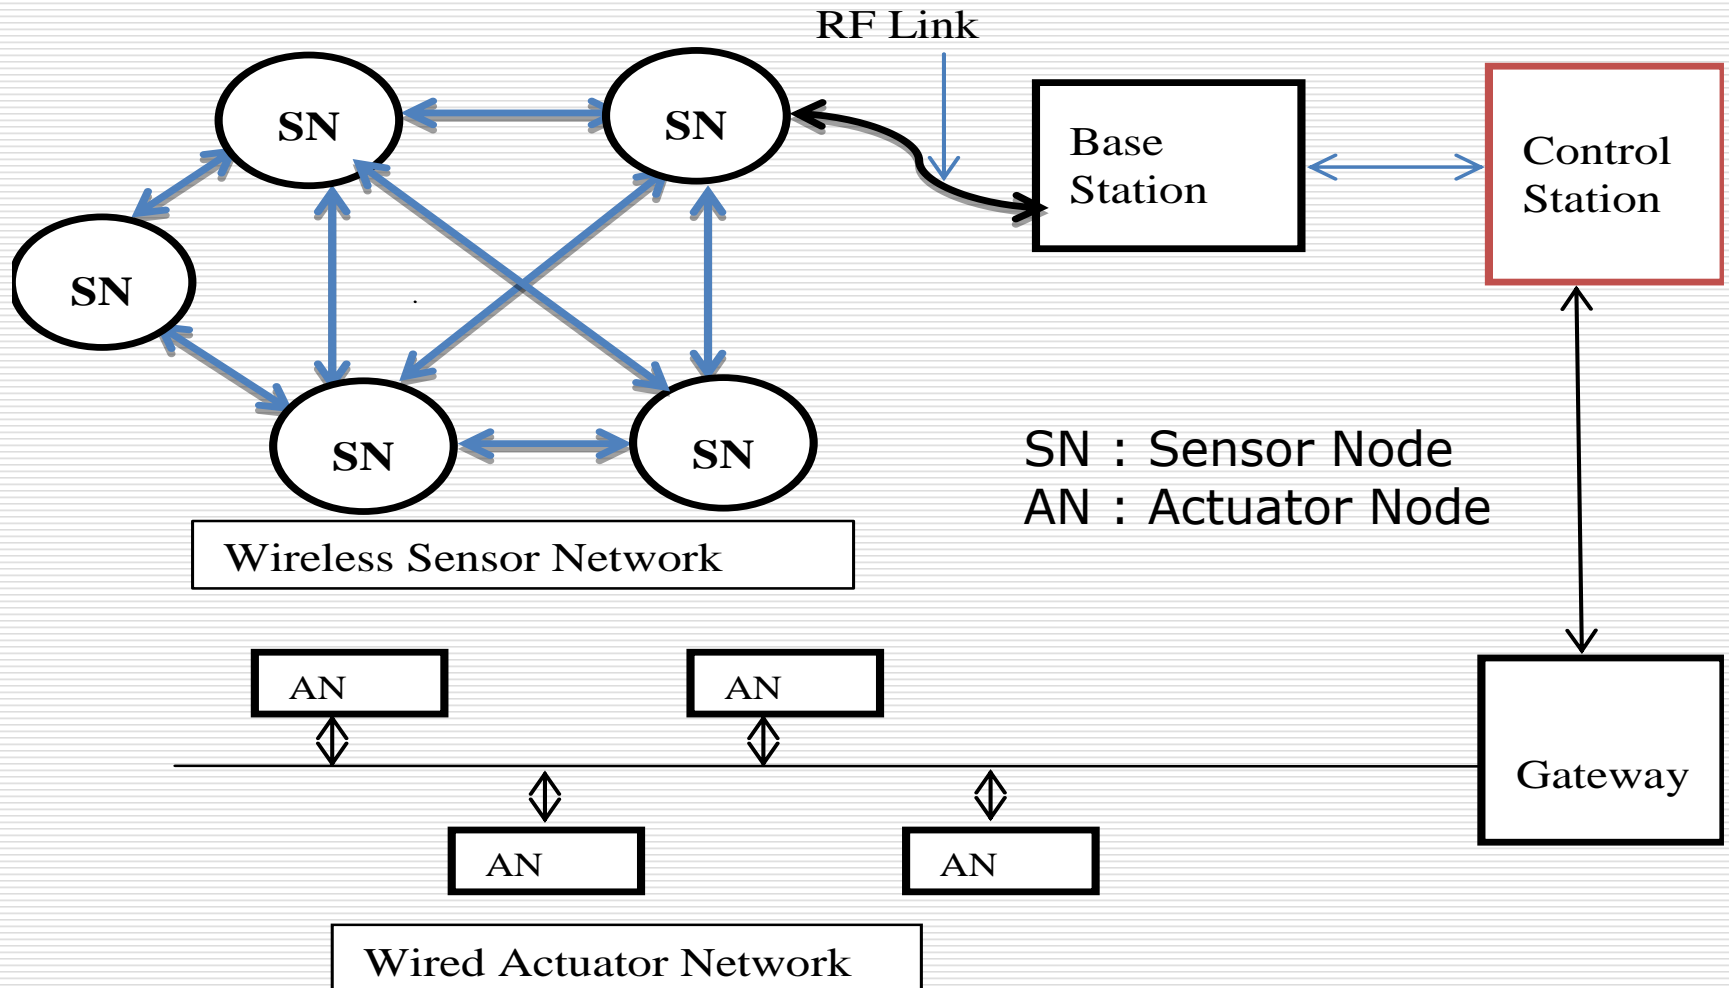 RF Link
SN
SN
Base
Station
Control
Station
SN
SN
SN
SN : Sensor Node
AN : Actuator Node
Wireless Sensor Network
AN
AN
Gateway
AN
AN
Wired Actuator Network